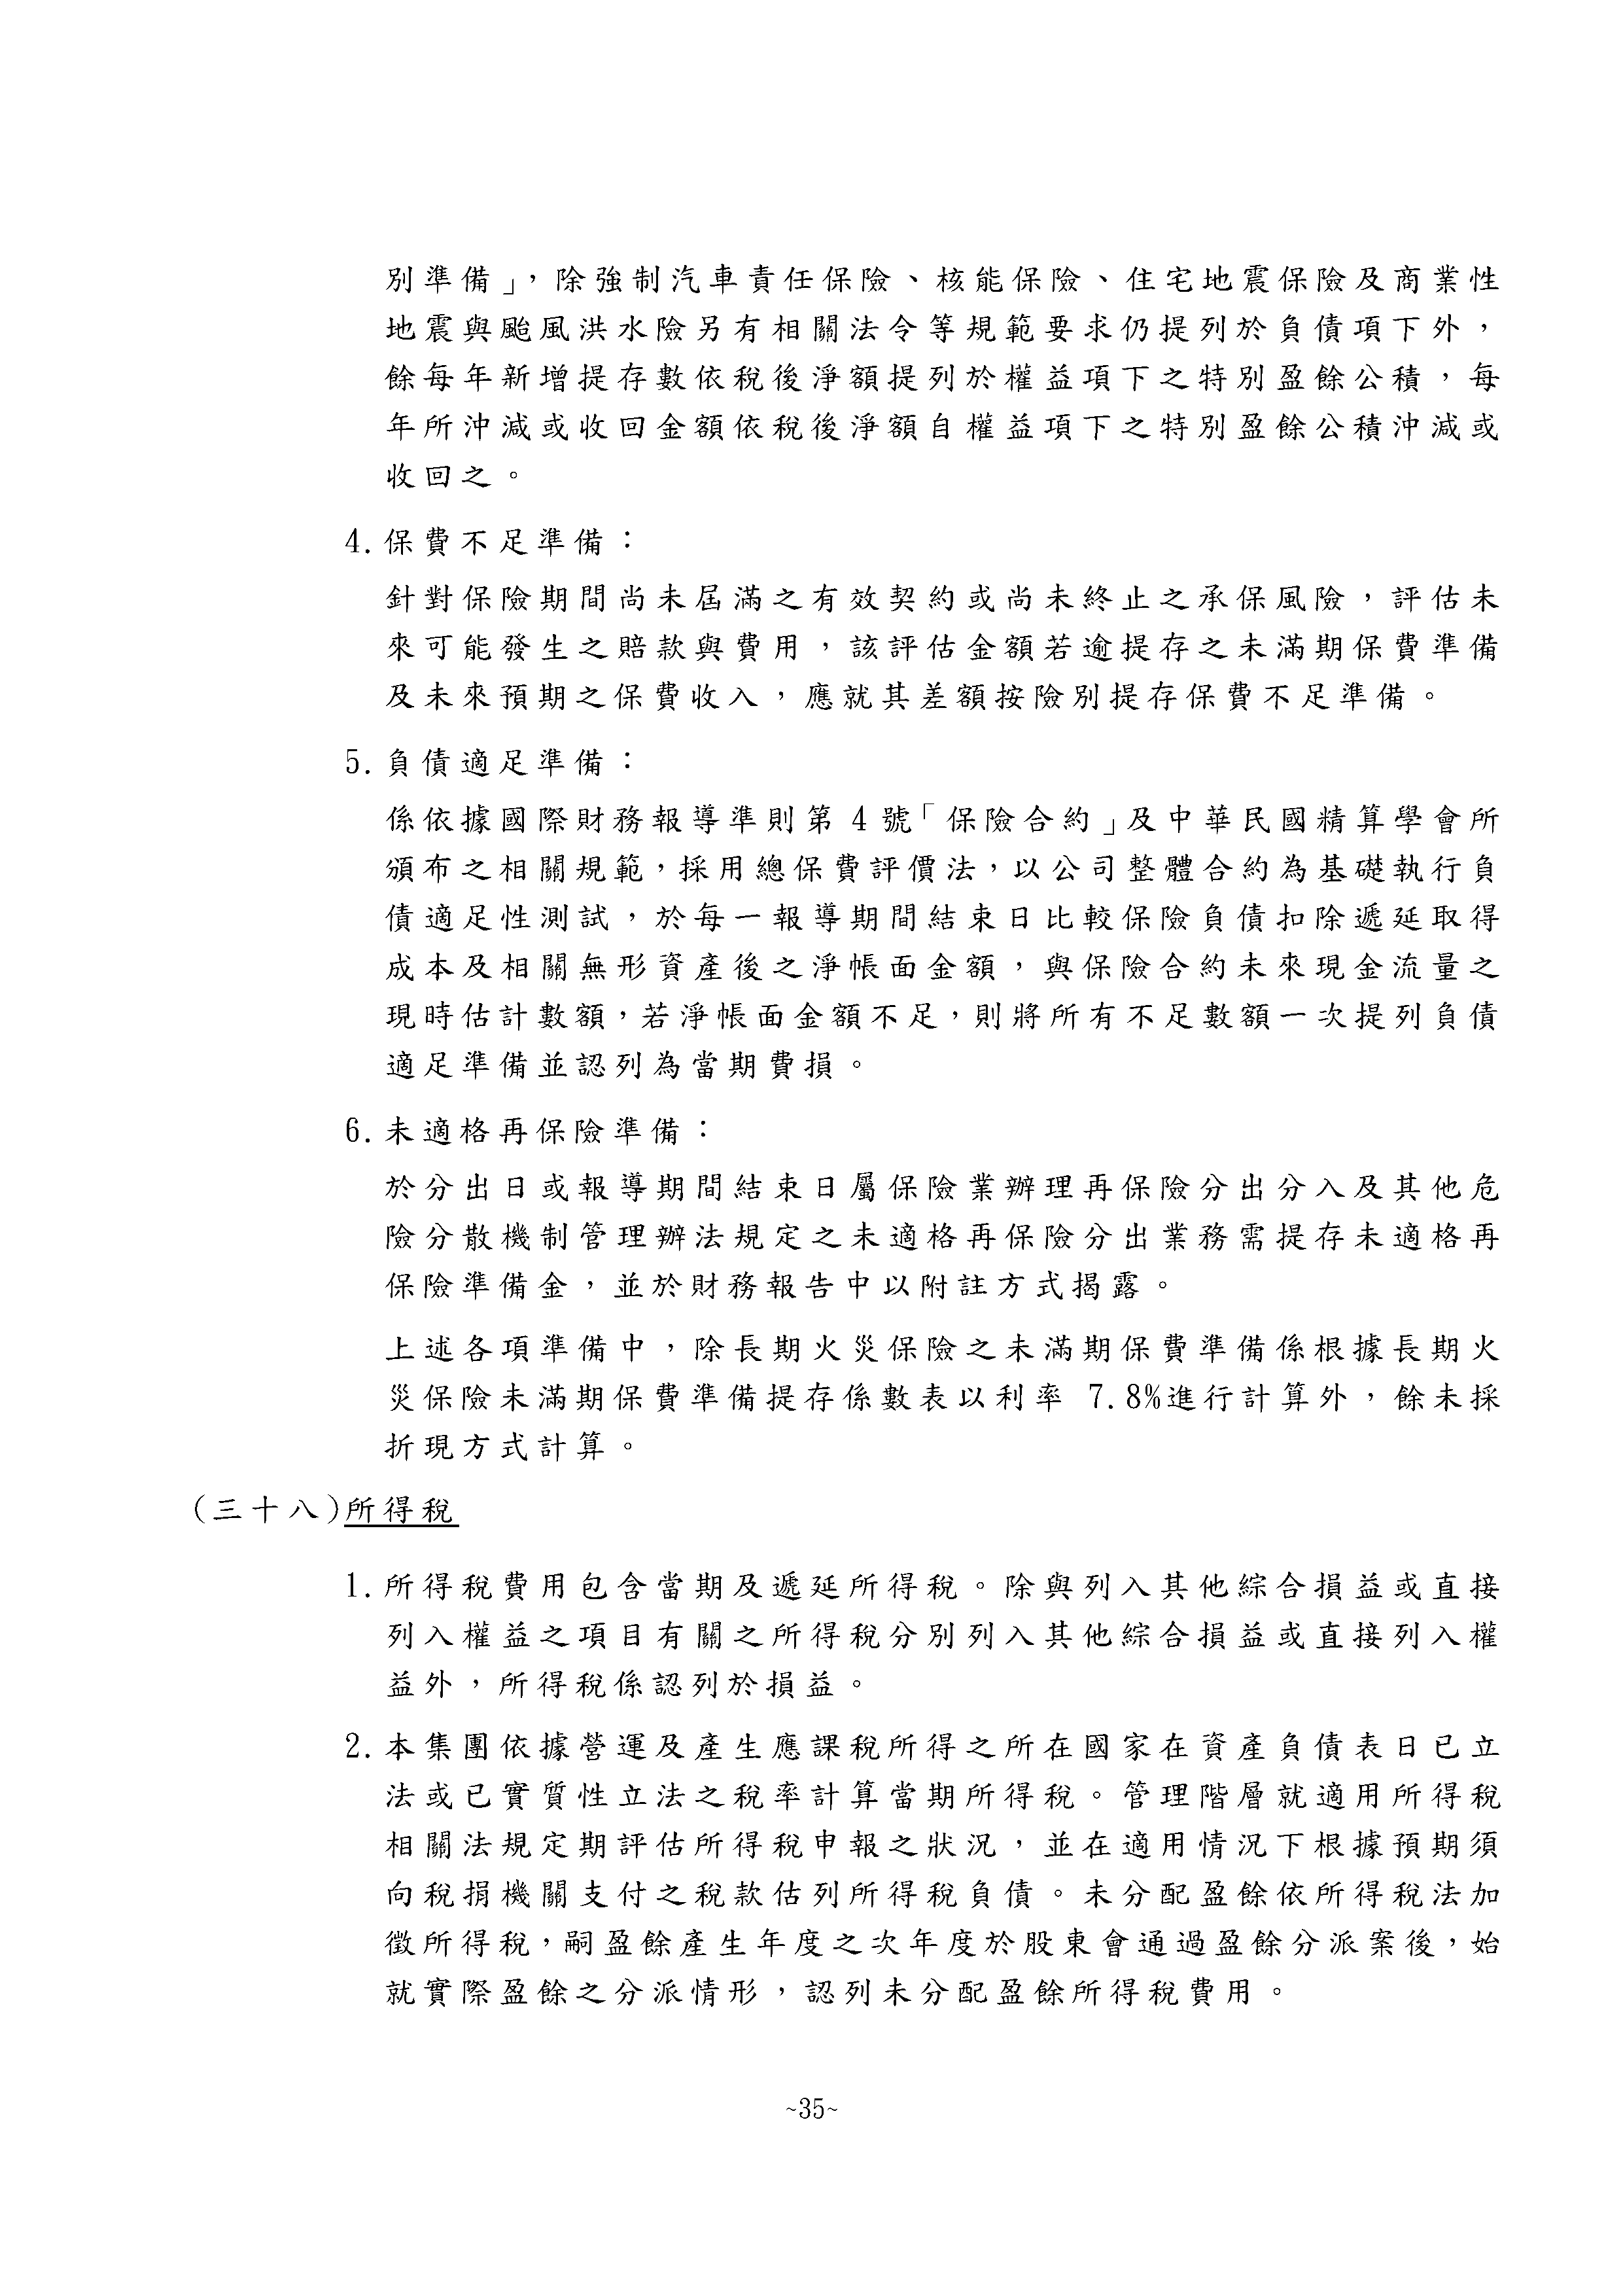 別準備」，除強制汽車責任保險、核能保險、住宅地震保險及商業性
地震與颱風洪水險另有相關法令等規範要求仍提列於負債項下外，
餘每年新增提存數依稅後淨額提列於權益項下之特別盈餘公積，每
年所沖減或收回金額依稅後淨額自權益項下之特別盈餘公積沖減或
收回之。
4.保費不足準備：
針對保險期間尚未屆滿之有效契約或尚未終止之承保風險，評估未
來可能發生之賠款與費用，該評估金額若逾提存之未滿期保費準備
及未來預期之保費收入，應就其差額按險別提存保費不足準備。
5.負債適足準備：
係依據國際財務報導準則第 4 號「保險合約」及中華民國精算學會所
頒布之相關規範，採用總保費評價法，以公司整體合約為基礎執行負
債適足性測試，於每一報導期間結束日比較保險負債扣除遞延取得
成本及相關無形資產後之淨帳面金額，與保險合約未來現金流量之
現時估計數額，若淨帳面金額不足，則將所有不足數額一次提列負債
適足準備並認列為當期費損。
6.未適格再保險準備：
於分出日或報導期間結束日屬保險業辦理再保險分出分入及其他危
險分散機制管理辦法規定之未適格再保險分出業務需提存未適格再
保險準備金，並於財務報告中以附註方式揭露。
上述各項準備中，除長期火災保險之未滿期保費準備係根據長期火
災保險未滿期保費準備提存係數表以利率 7.8%進行計算外，餘未採
折現方式計算。
(三十八)所得稅
1.所得稅費用包含當期及遞延所得稅。除與列入其他綜合損益或直接
列入權益之項目有關之所得稅分別列入其他綜合損益或直接列入權
益外，所得稅係認列於損益。
2.本集團依據營運及產生應課稅所得之所在國家在資產負債表日已立
法或已實質性立法之稅率計算當期所得稅。管理階層就適用所得稅
相關法規定期評估所得稅申報之狀況，並在適用情況下根據預期須
向稅捐機關支付之稅款估列所得稅負債。未分配盈餘依所得稅法加
徵所得稅，嗣盈餘產生年度之次年度於股東會通過盈餘分派案後，始
就實際盈餘之分派情形，認列未分配盈餘所得稅費用。
~35~